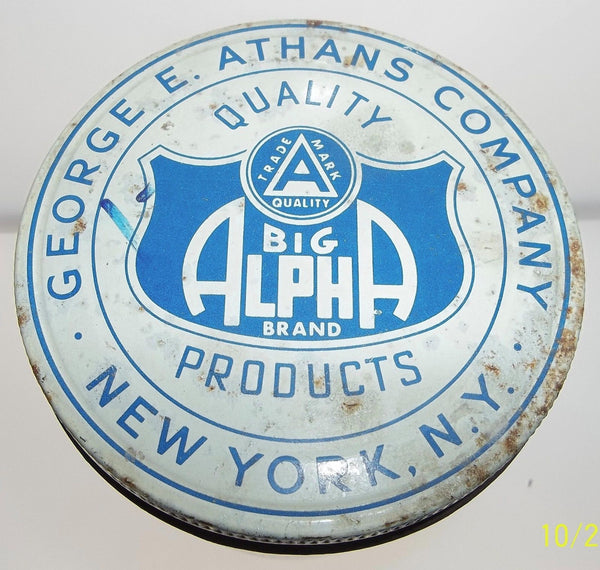 GEORGE E. ATHANS COMPANY
QUALITY
TRADE MARK
A
QUALITY
BIG
ALPHA
BRAND
PRODUCTS
· NEW YORK, N.Y. ·
10/2